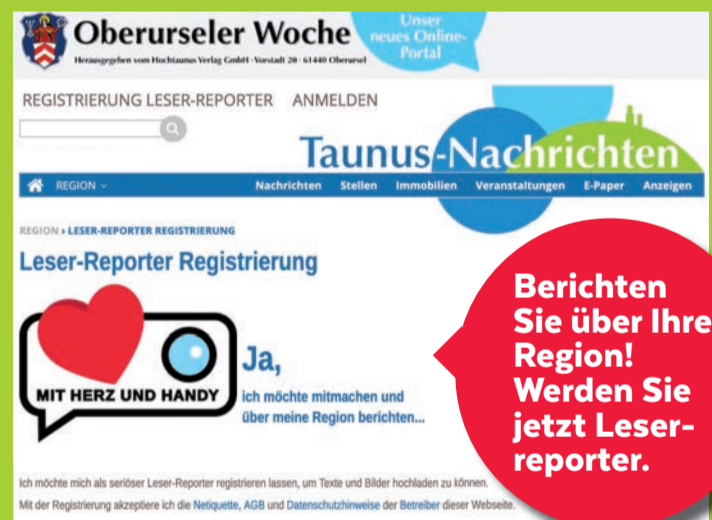 Oberurseler Woche
Herausgegeben vom Hochtaunus Verlag GmbH · Vorstadt 20 · 61440 Oberursel
Unser
neues Online-
Portal
REGISTRIERUNG LESER-REPORTER ANMELDEN
Taunus-Nachrichten
REGION Nachrichten Stellen Immobilien Veranstaltungen E-Paper Anzeigen
REGION › LESER-REPORTER REGISTRIERUNG
Leser-Reporter Registrierung
MIT HERZ UND HANDY
Ja,
ich möchte mitmachen und
über meine Region berichten...
Berichten
Sie über Ihre
Region!
Werden Sie
jetzt Leser-
reporter.
Ich möchte mich als seriöser Leser-Reporter registrieren lassen, um Texte und Bilder hochladen zu können.
Mit der Registrierung akzeptiere ich die Netiquette, AGB und Datenschutzhinweise der Betreiber dieser Webseite.